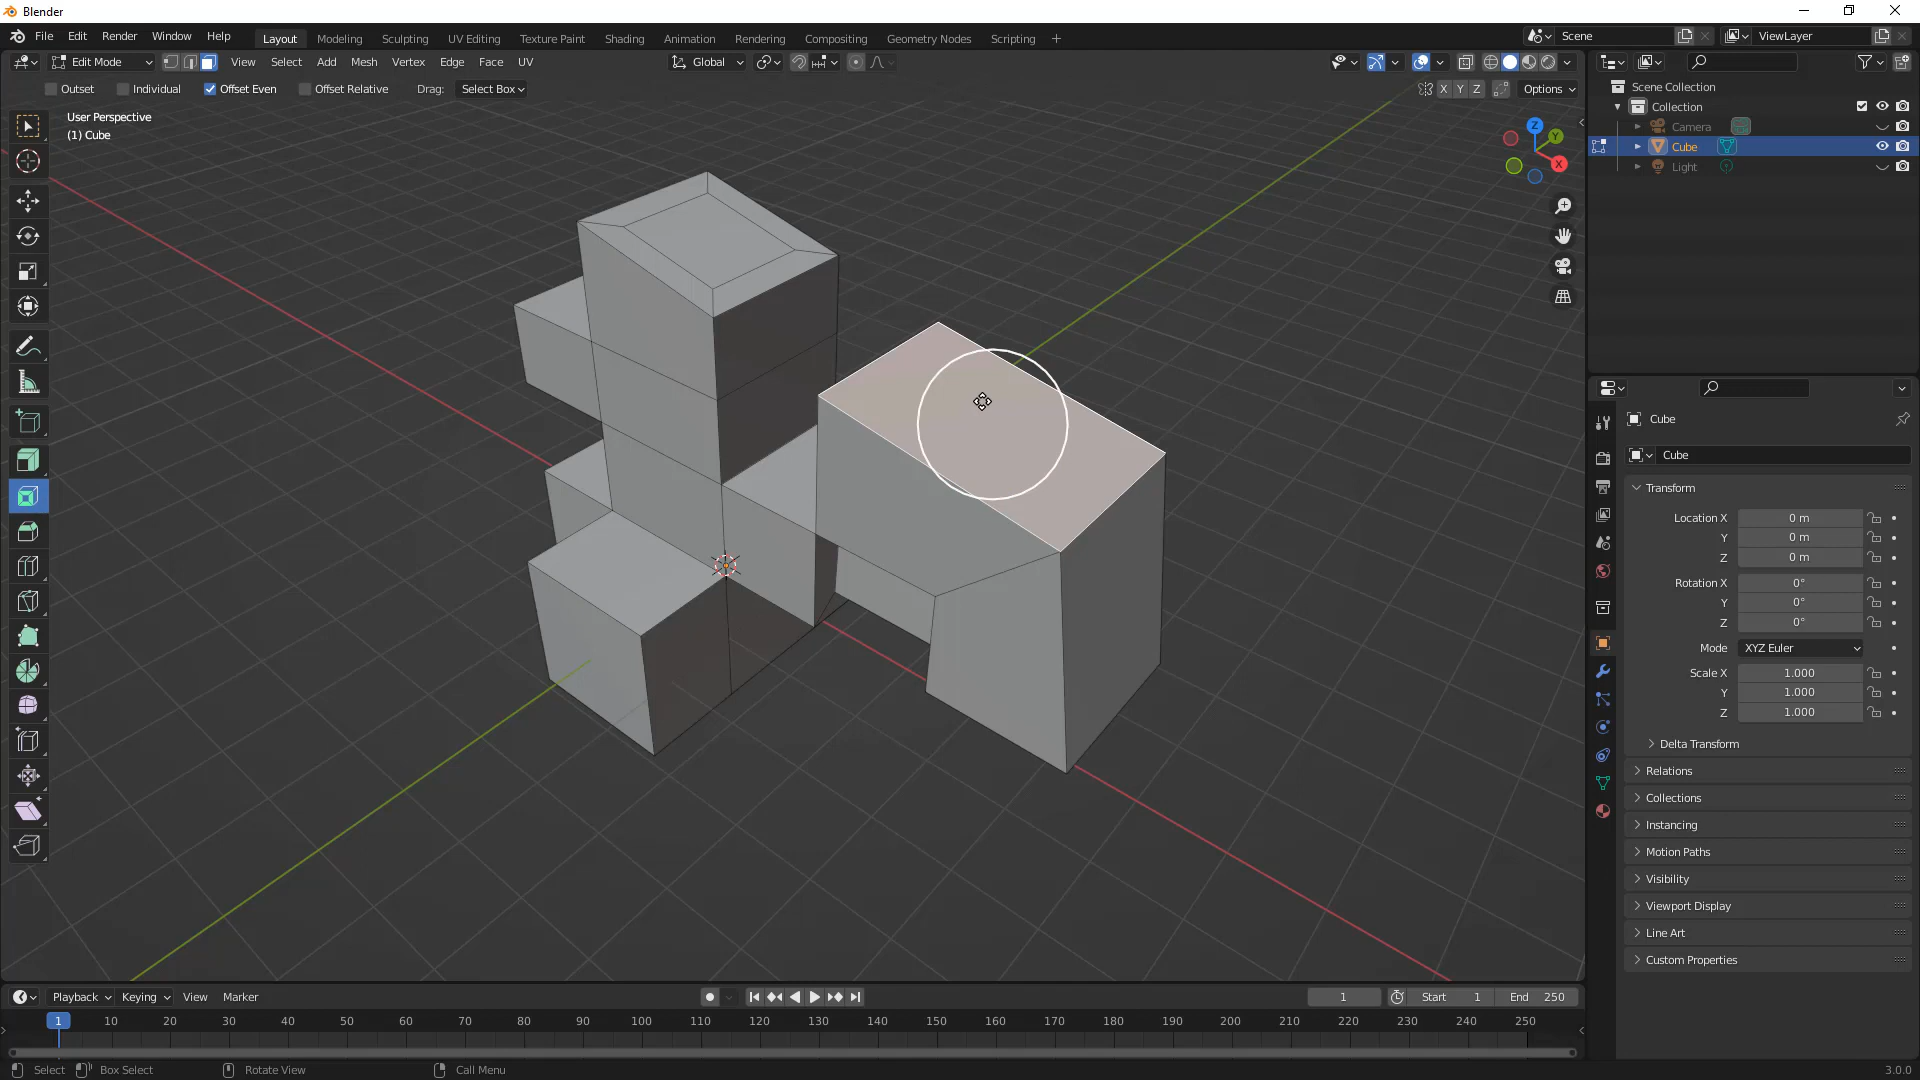 Blender
File Edit Render Window Help
Layout Modeling Sculpting UV Editing Texture Paint Shading Animation Rendering Compositing Geometry Nodes Scripting +
Scene
ViewLayer
Edit Mode View Select Add Mesh Vertex Edge Face UV
Global
Outset Individual Offset Even Offset Relative Drag: Select Box
X Y Z Options
User Perspective
(1) Cube
Z
Y
X
Scene Collection
Collection
Camera
Cube
Light
Cube
Cube
Transform
Location X 0 m
Y 0 m
Z 0 m
Rotation X 0°
Y 0°
Z 0°
Mode XYZ Euler
Scale X 1.000
Y 1.000
Z 1.000
Delta Transform
Relations
Collections
Instancing
Motion Paths
Visibility
Viewport Display
Line Art
Custom Properties
Playback Keying View Marker
1 Start 1 End 250
1 10 20 30 40 50 60 70 80 90 100 110 120 130 140 150 160 170 180 190 200 210 220 230 240 250
Select Box Select Rotate View Call Menu
3.0.0